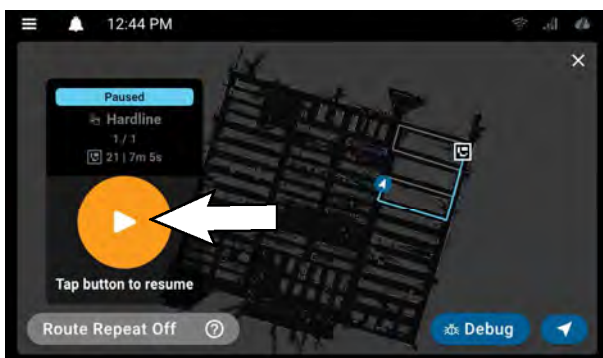 12:44 PM
Paused
Hardline
1 / 1
21 | 7m 5s
Tap button to resume
Route Repeat Off ?
Debug